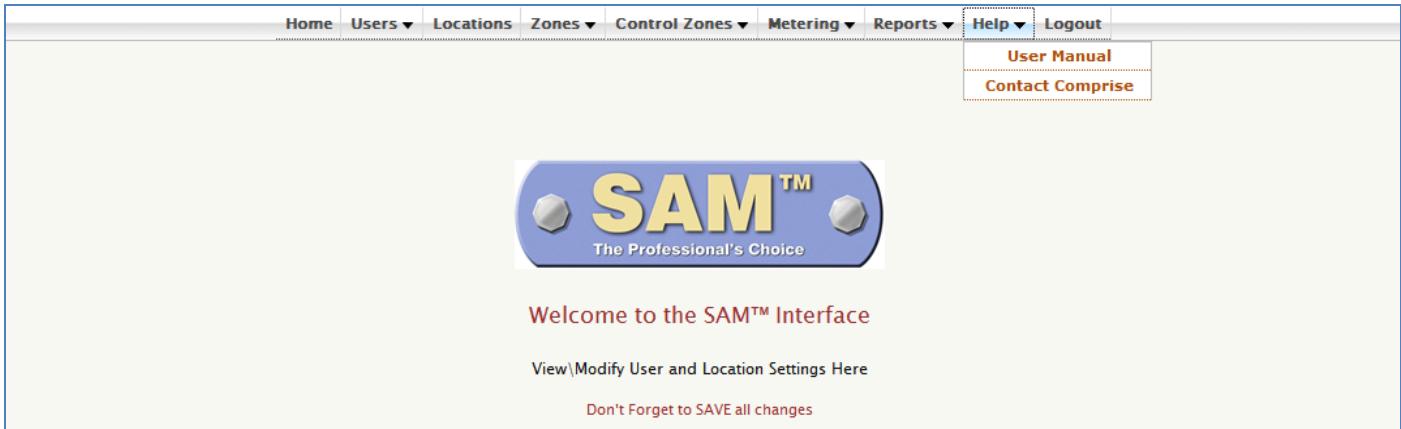 Home Users Locations Zones Control Zones Metering Reports Help Logout
User Manual
Contact Comprise
SAM™
The Professional's Choice
Welcome to the SAM™ Interface
View\Modify User and Location Settings Here
Don't Forget to SAVE all changes